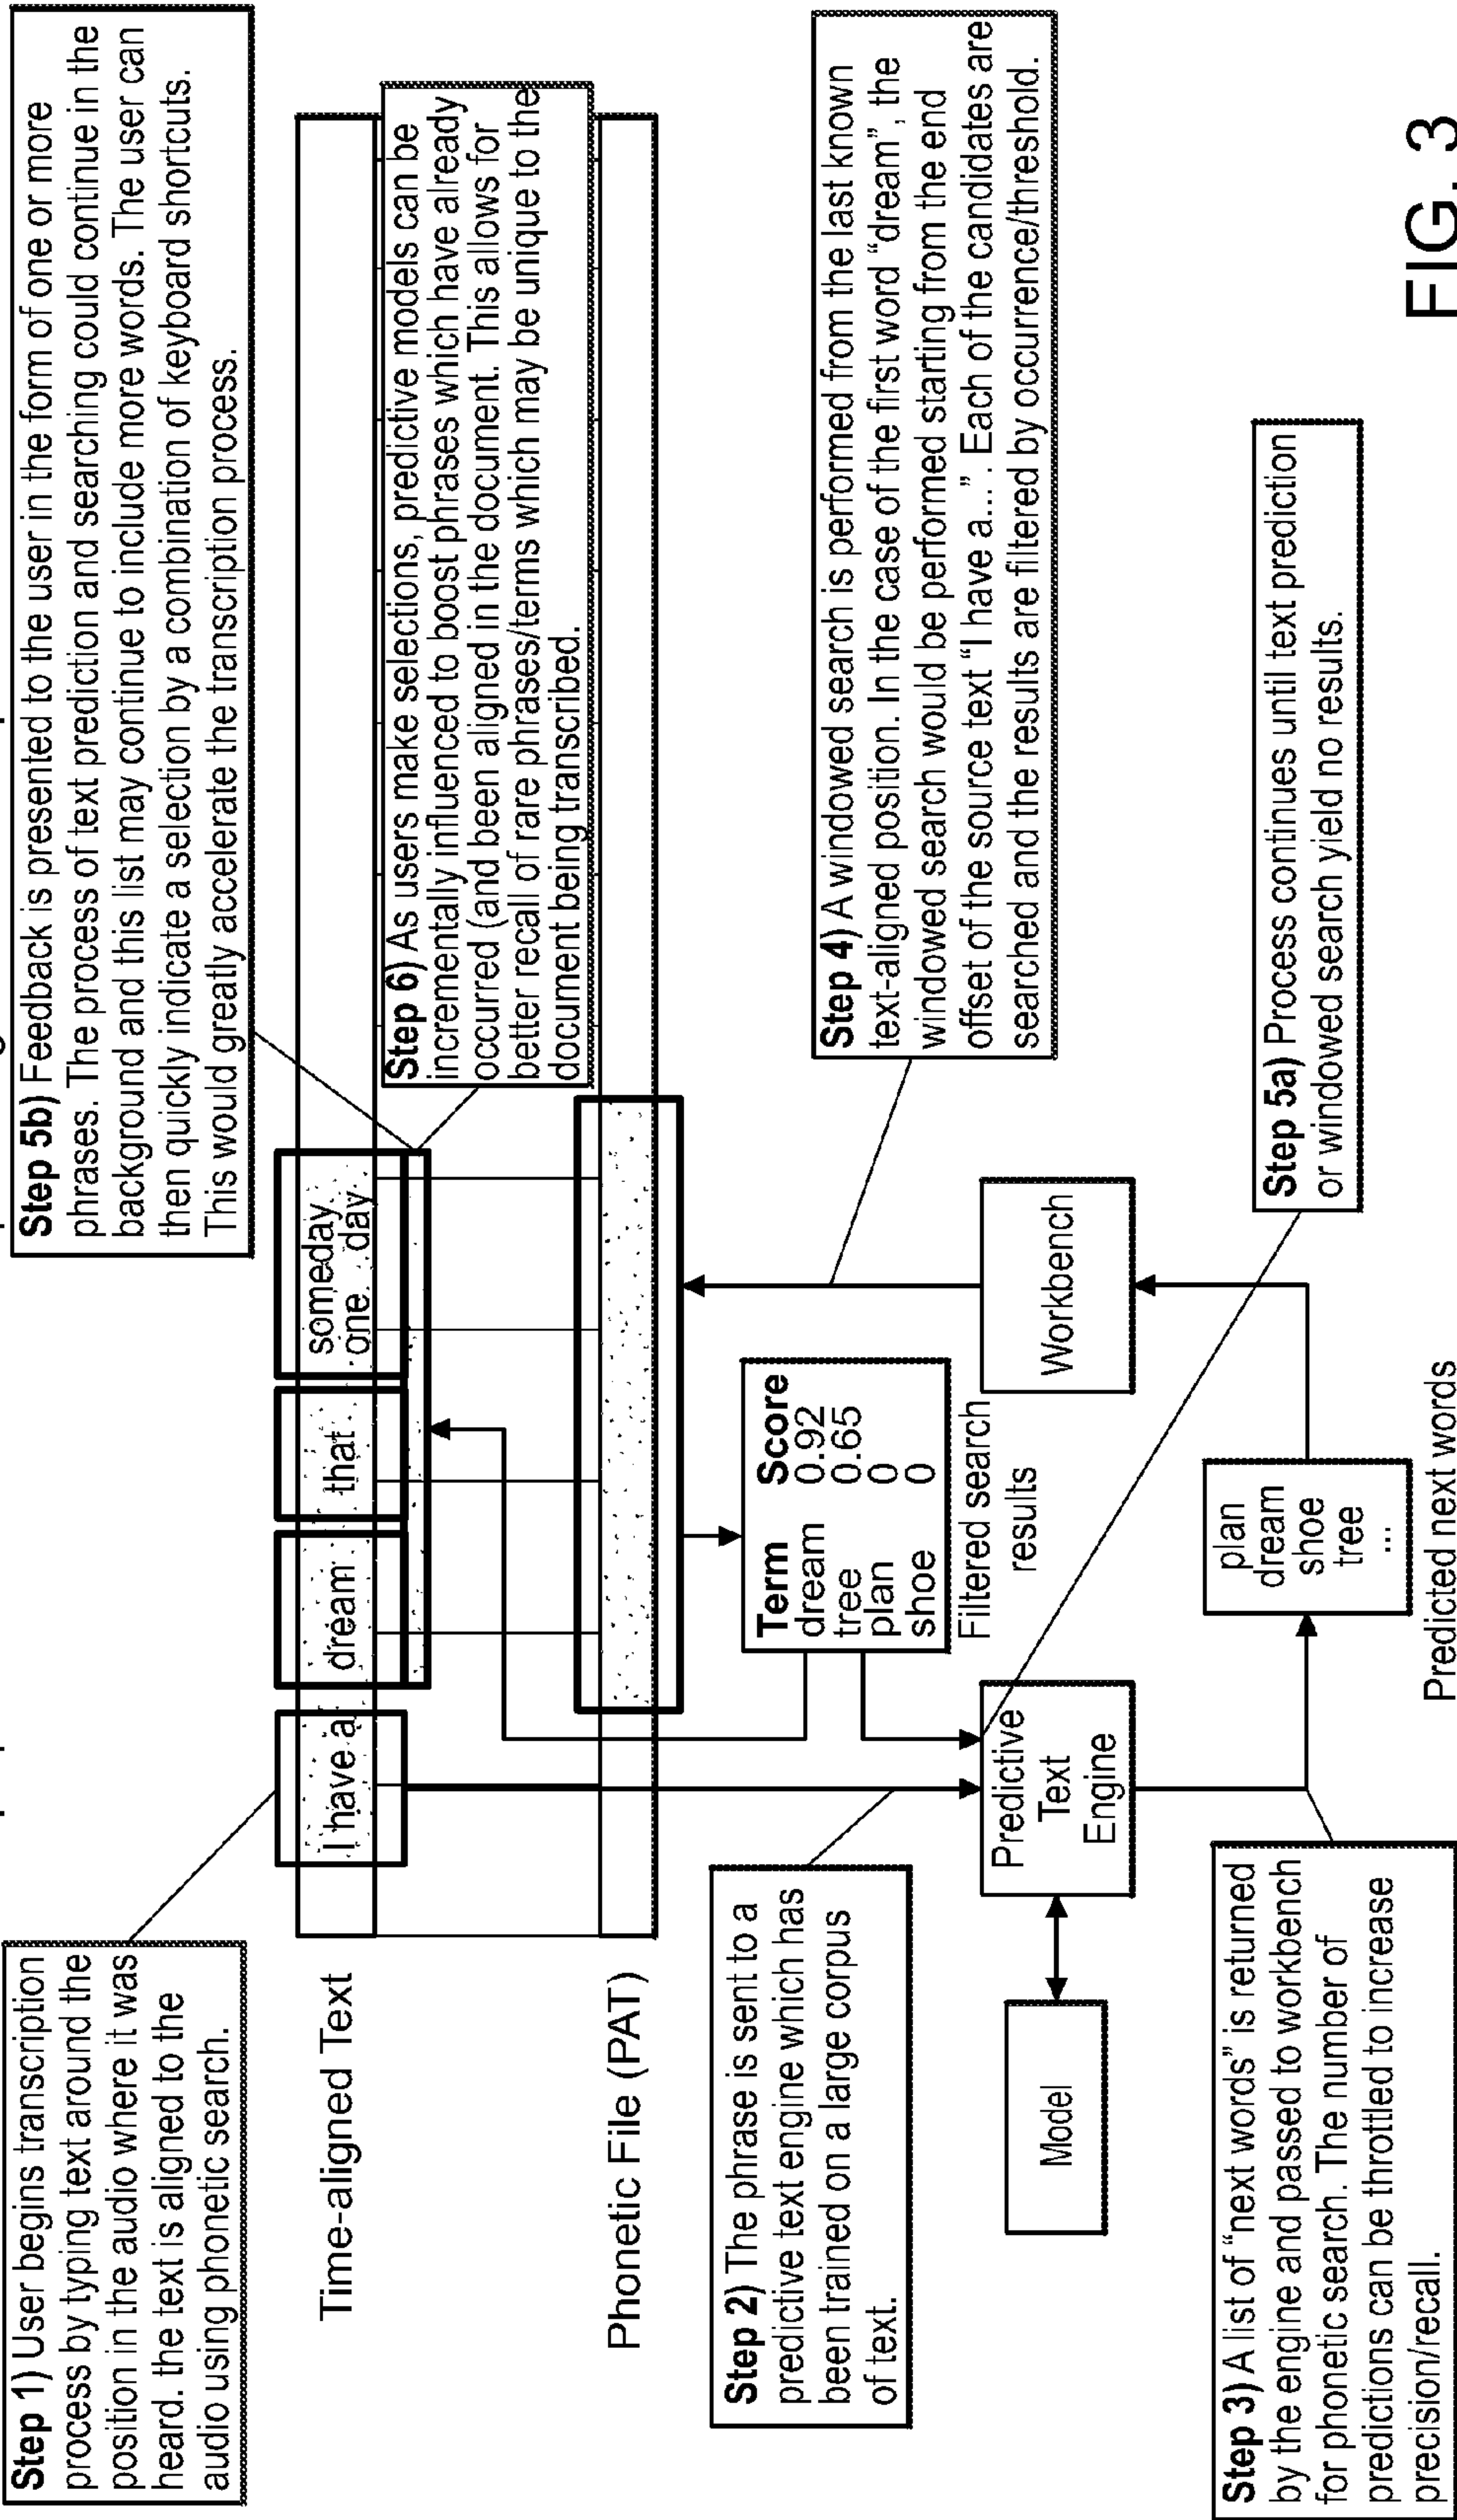 Step 1) User begins transcription
process by typing text around the
position in the audio where it was
heard. the text is aligned to the
audio using phonetic search.
Step 5b) Feedback is presented to the user in the form of one or more
phrases. The process of text prediction and searching could continue in the
background and this list may continue to include more words. The user can
then quickly indicate a selection by a combination of keyboard shortcuts.
This would greatly accelerate the transcription process.
Time-aligned Text
I have a
dream
that
someday
one day
Step 6) As users make selections, predictive models can be
incrementally influenced to boost phrases which have already
occurred (and been aligned in the document. This allows for
better recall of rare phrases/terms which may be unique to the
document being transcribed.
Phonetic File (PAT)
Step 2) The phrase is sent to a
predictive text engine which has
been trained on a large corpus
of text.
Term Score
dream 0.92
tree 0.65
plan 0
shoe 0
Filtered search
results
Step 4) A windowed search is performed from the last known
text-aligned position. In the case of the first word “dream”, the
windowed search would be performed starting from the end
offset of the source text “I have a...”. Each of the candidates are
searched and the results are filtered by occurrence/threshold.
Model
Predictive
Text
Engine
Workbench
Step 3) A list of “next words” is returned
by the engine and passed to workbench
for phonetic search. The number of
predictions can be throttled to increase
precision/recall.
plan
dream
shoe
tree
...
Predicted next words
Step 5a) Process continues until text prediction
or windowed search yield no results.
FIG. 3